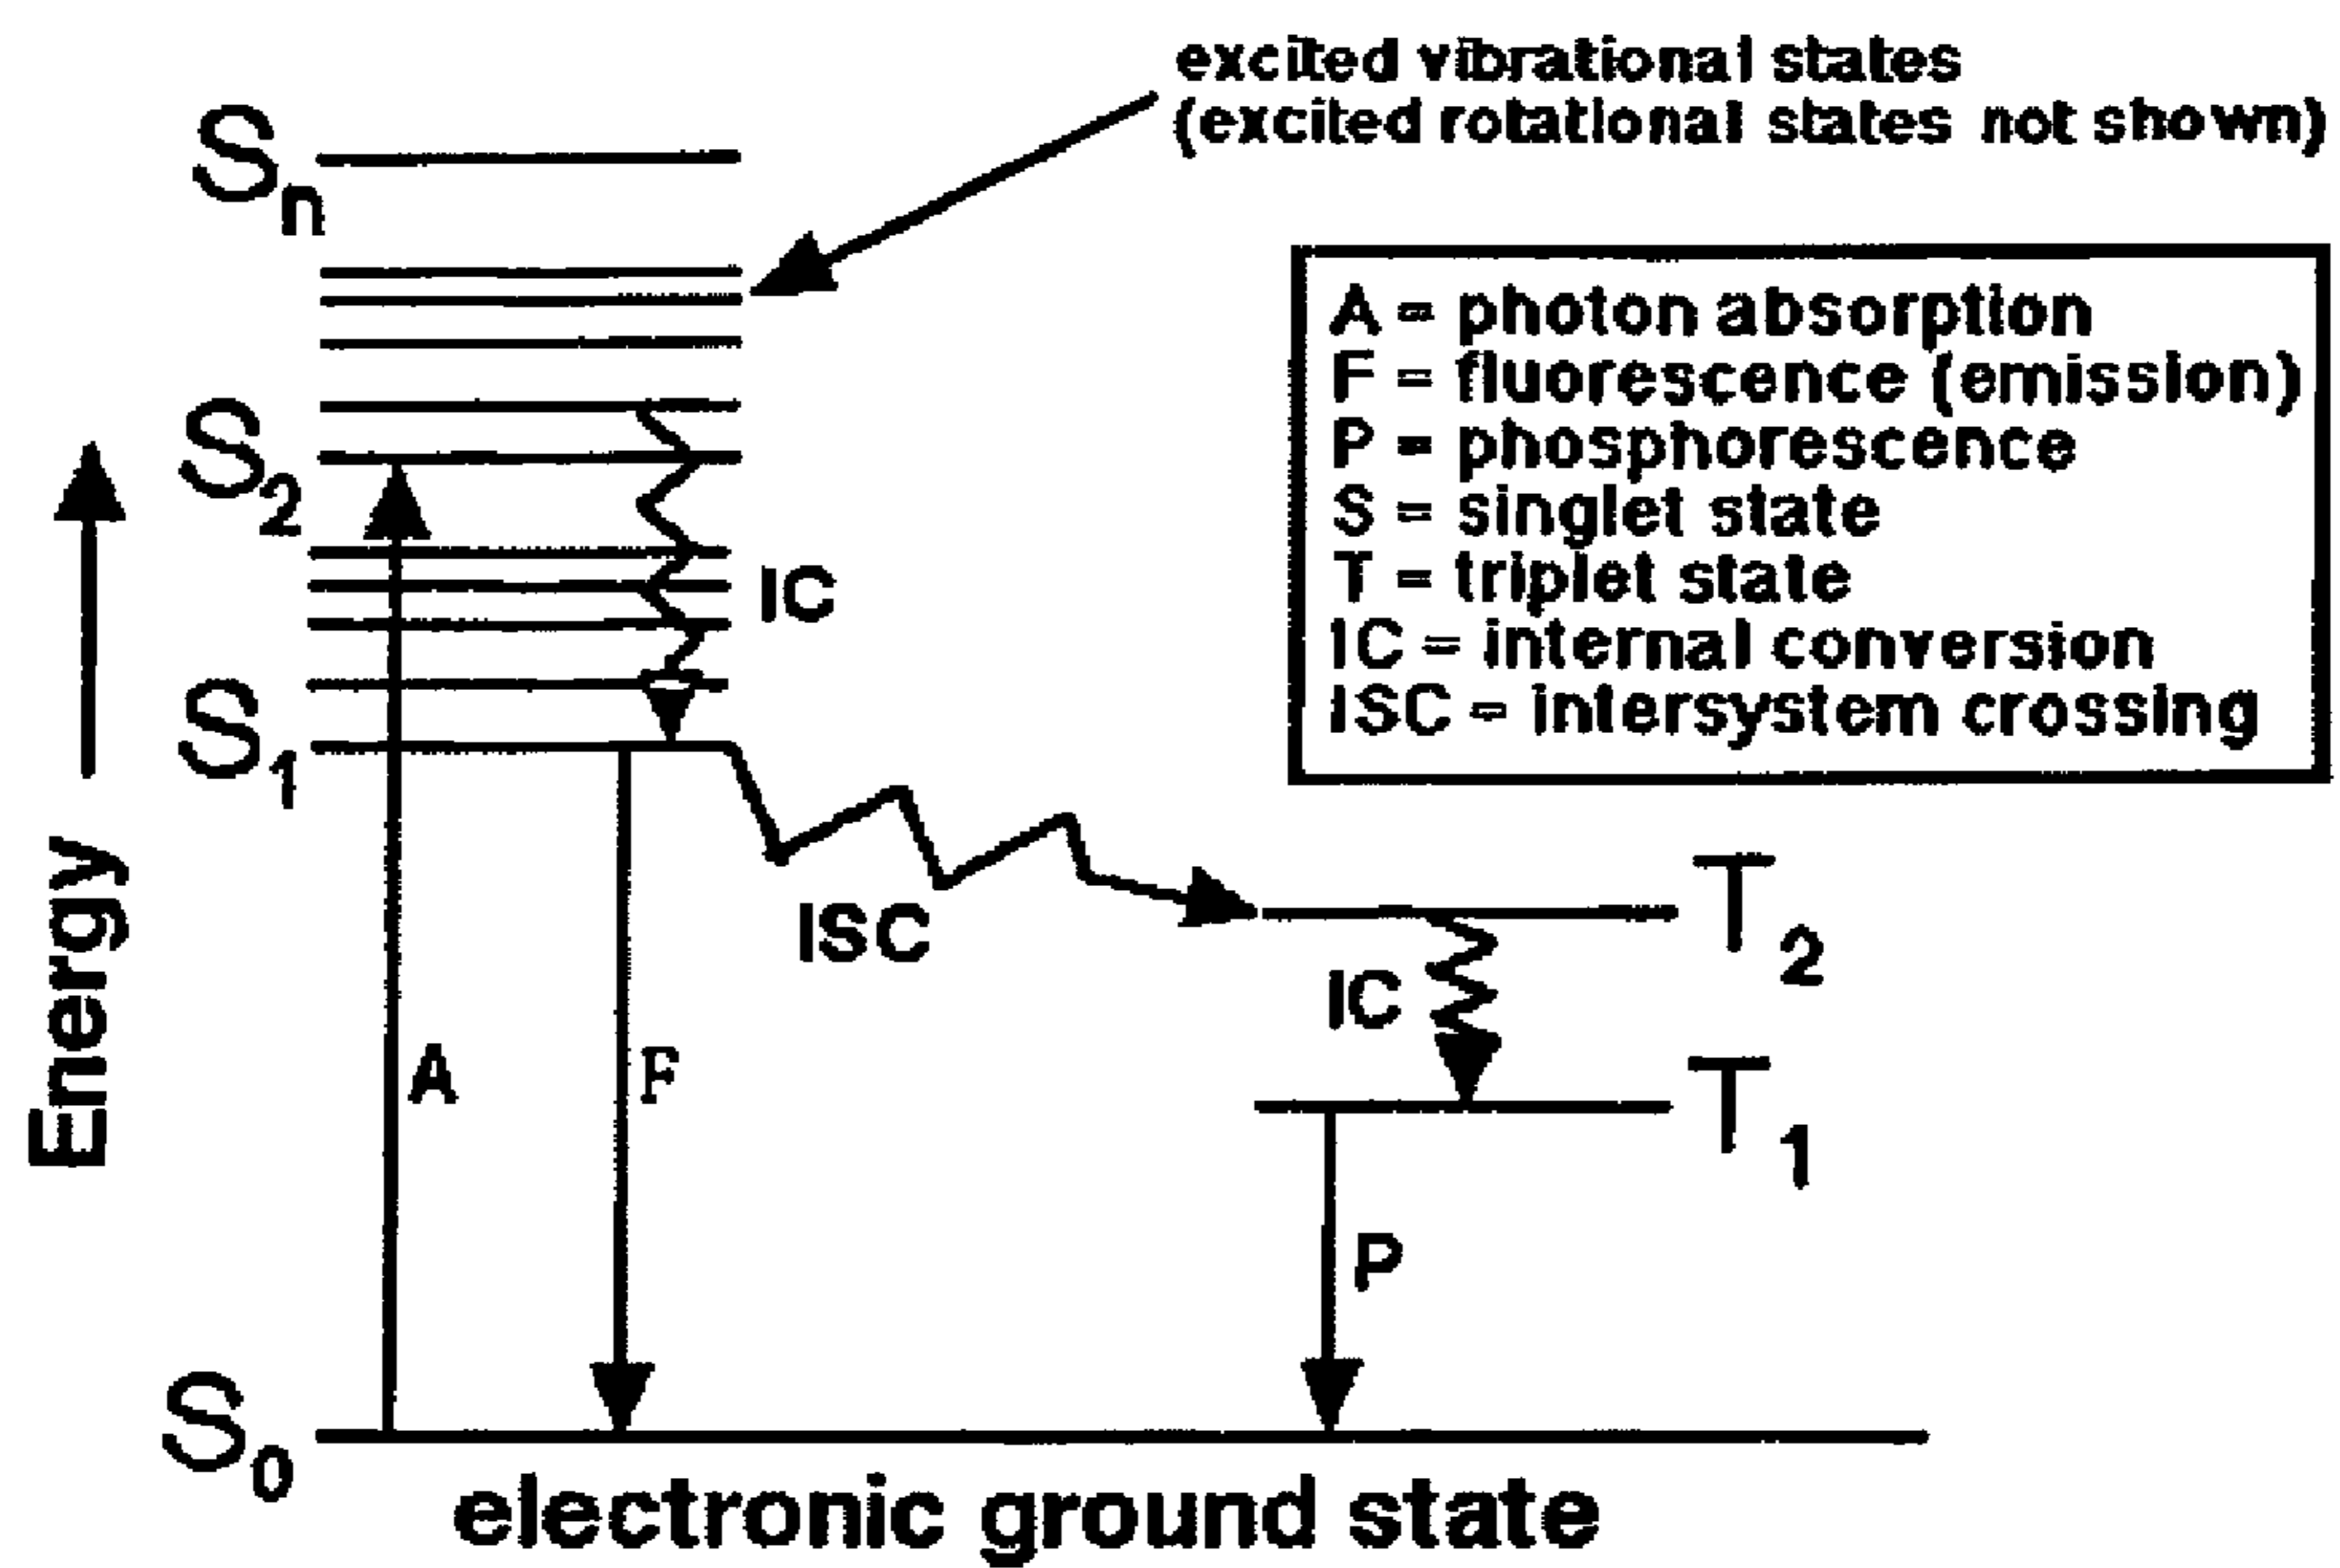 excited vibrational states
(excited rotational states not shown)
Sn
A = photon absorption
F = fluorescence (emission)
P = phosphorescence
S = singlet state
T = triplet state
IC = internal conversion
ISC = intersystem crossing
S2
IC
S1
Energy
ISC
T2
IC
A
F
T1
P
S0
electronic ground state